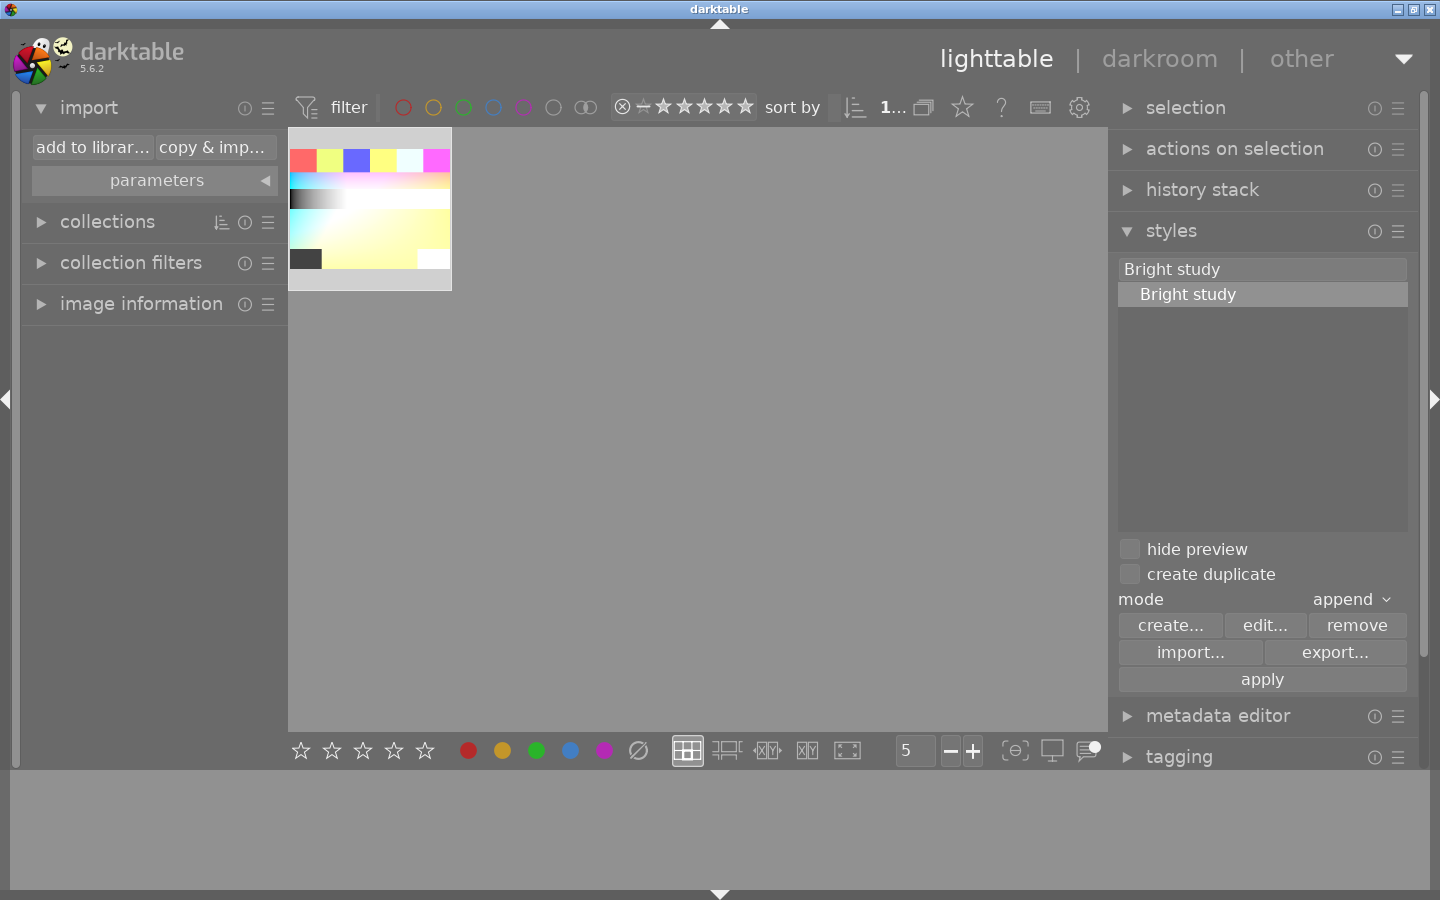 darktable
darktable
5.6.2
lighttable | darkroom | other
import
filter
sort by
1...
add to librar...
copy & imp...
parameters
collections
collection filters
image information
selection
actions on selection
history stack
styles
Bright study
Bright study
hide preview
create duplicate
mode
append
create...
edit...
remove
import...
export...
apply
metadata editor
tagging
5